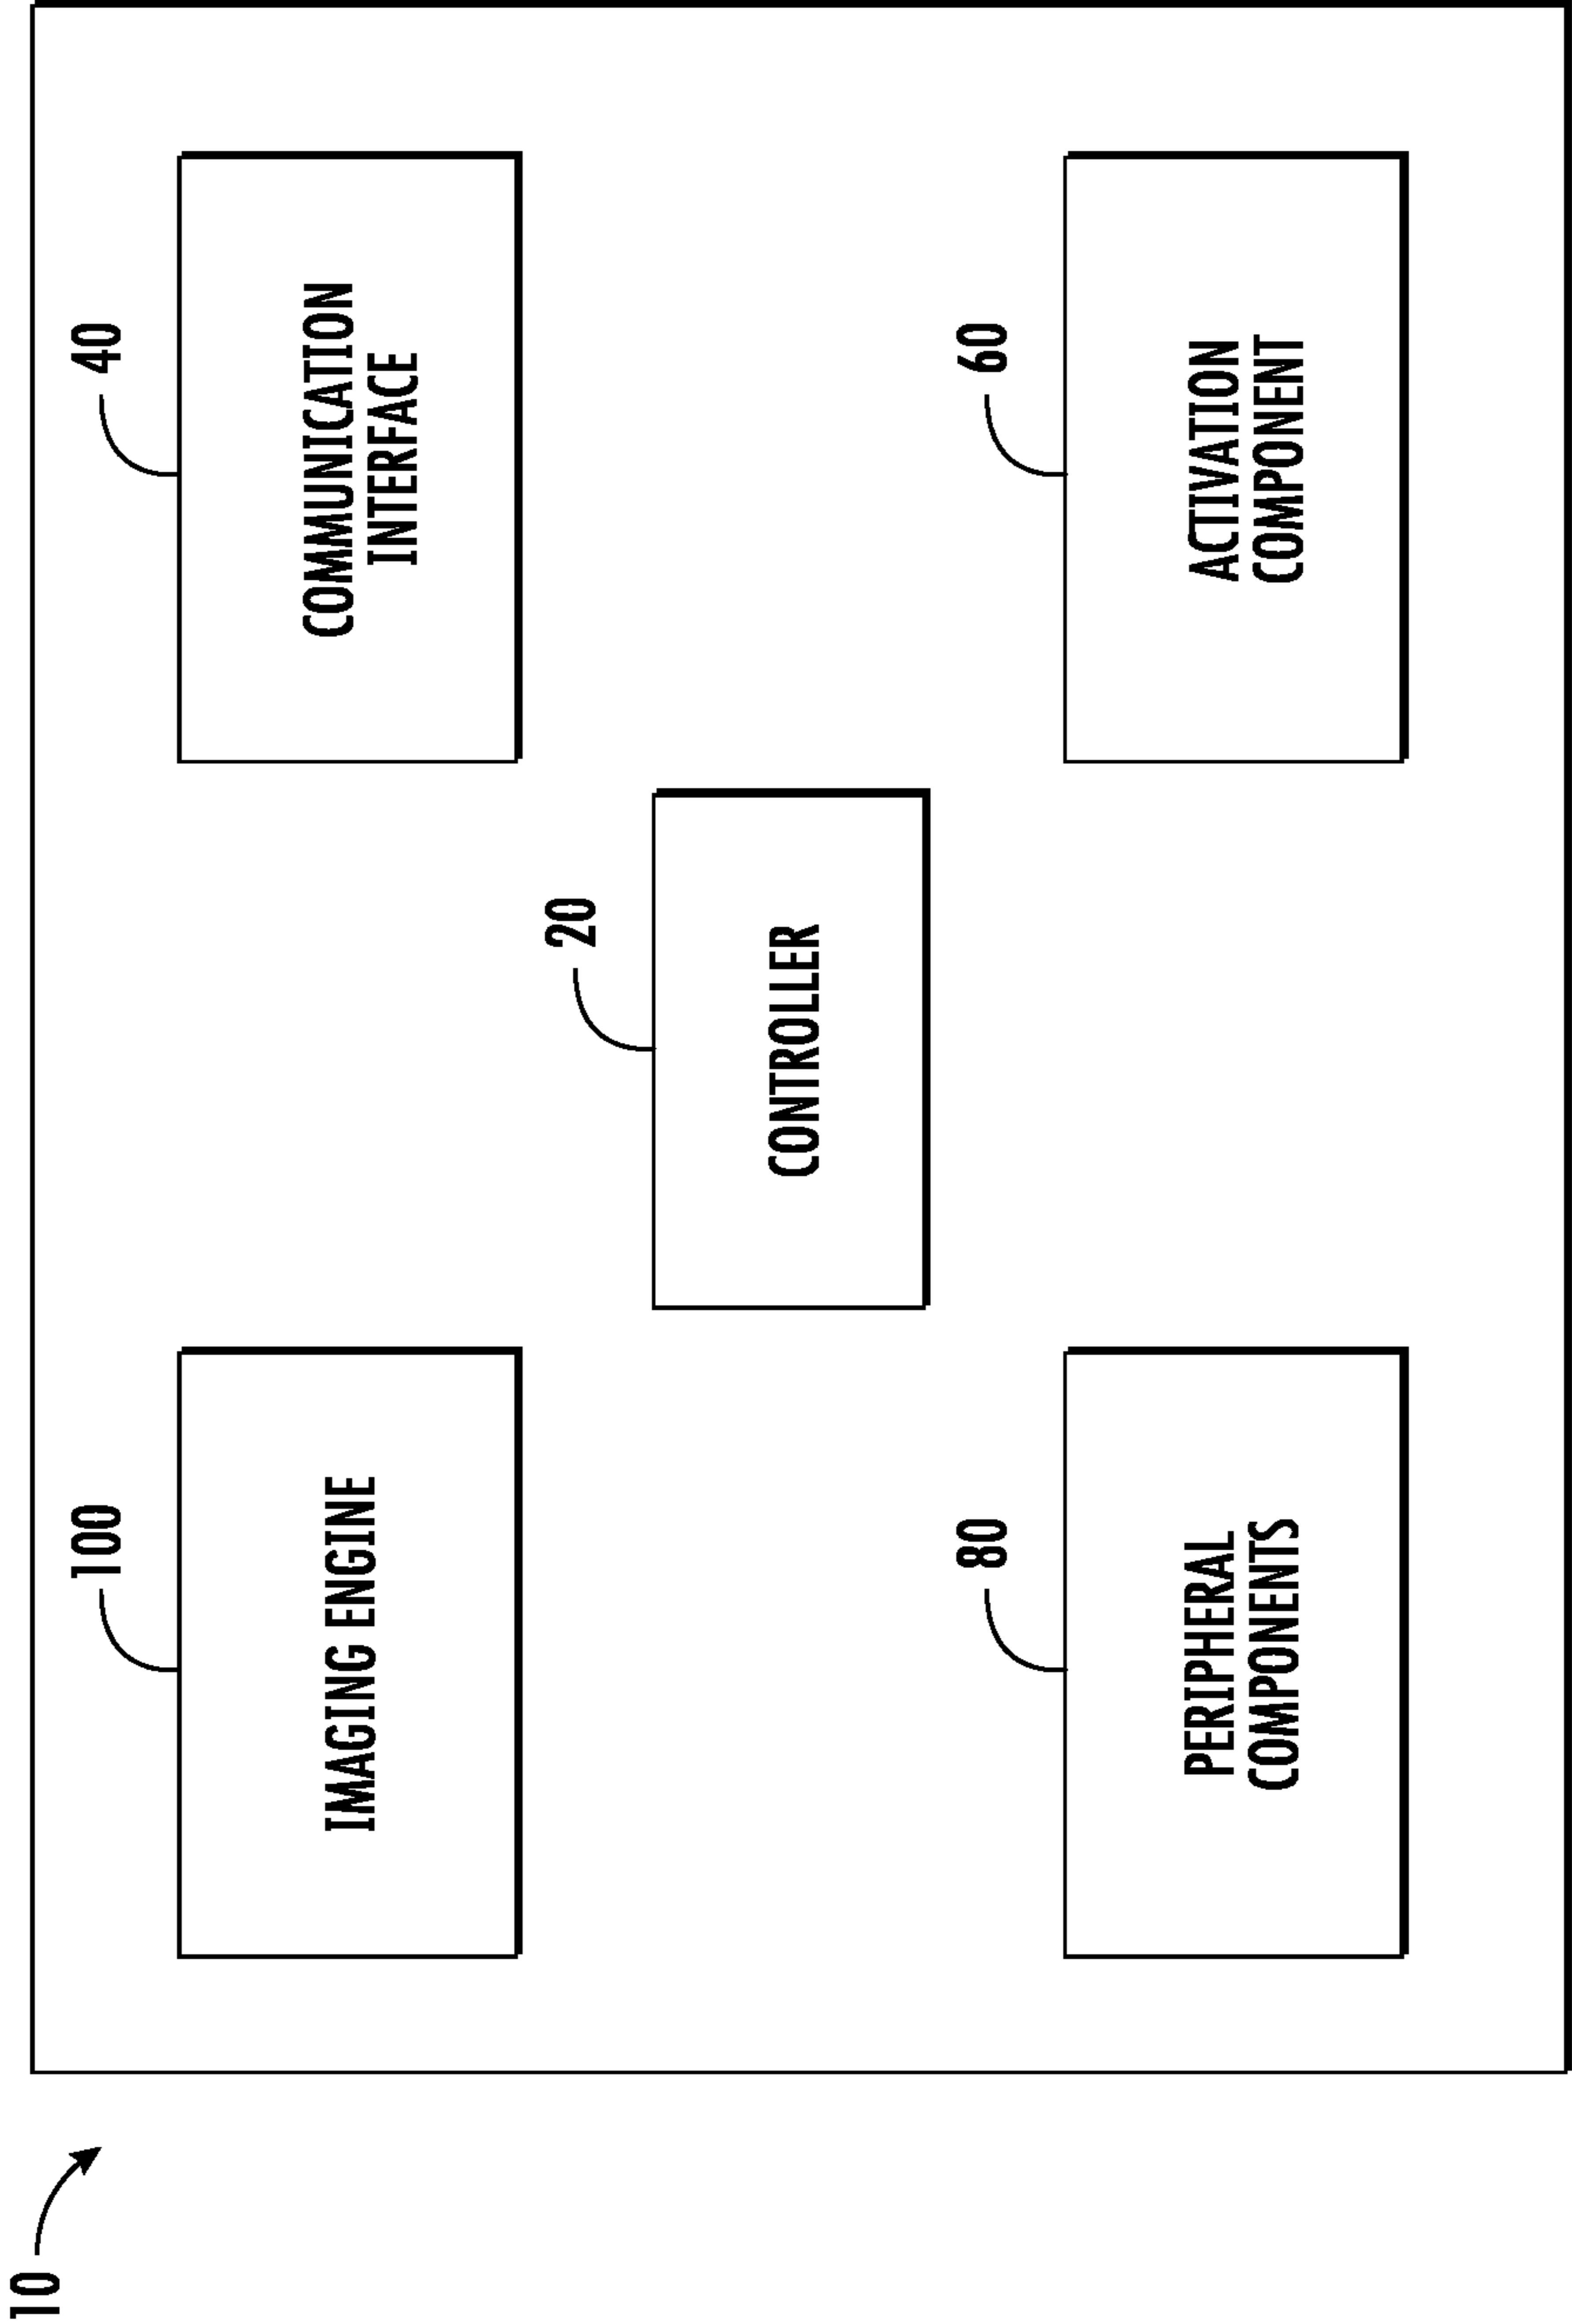 10
100
IMAGING ENGINE
40
COMMUNICATION
INTERFACE
20
CONTROLLER
80
PERIPHERAL
COMPONENTS
60
ACTIVATION
COMPONENT